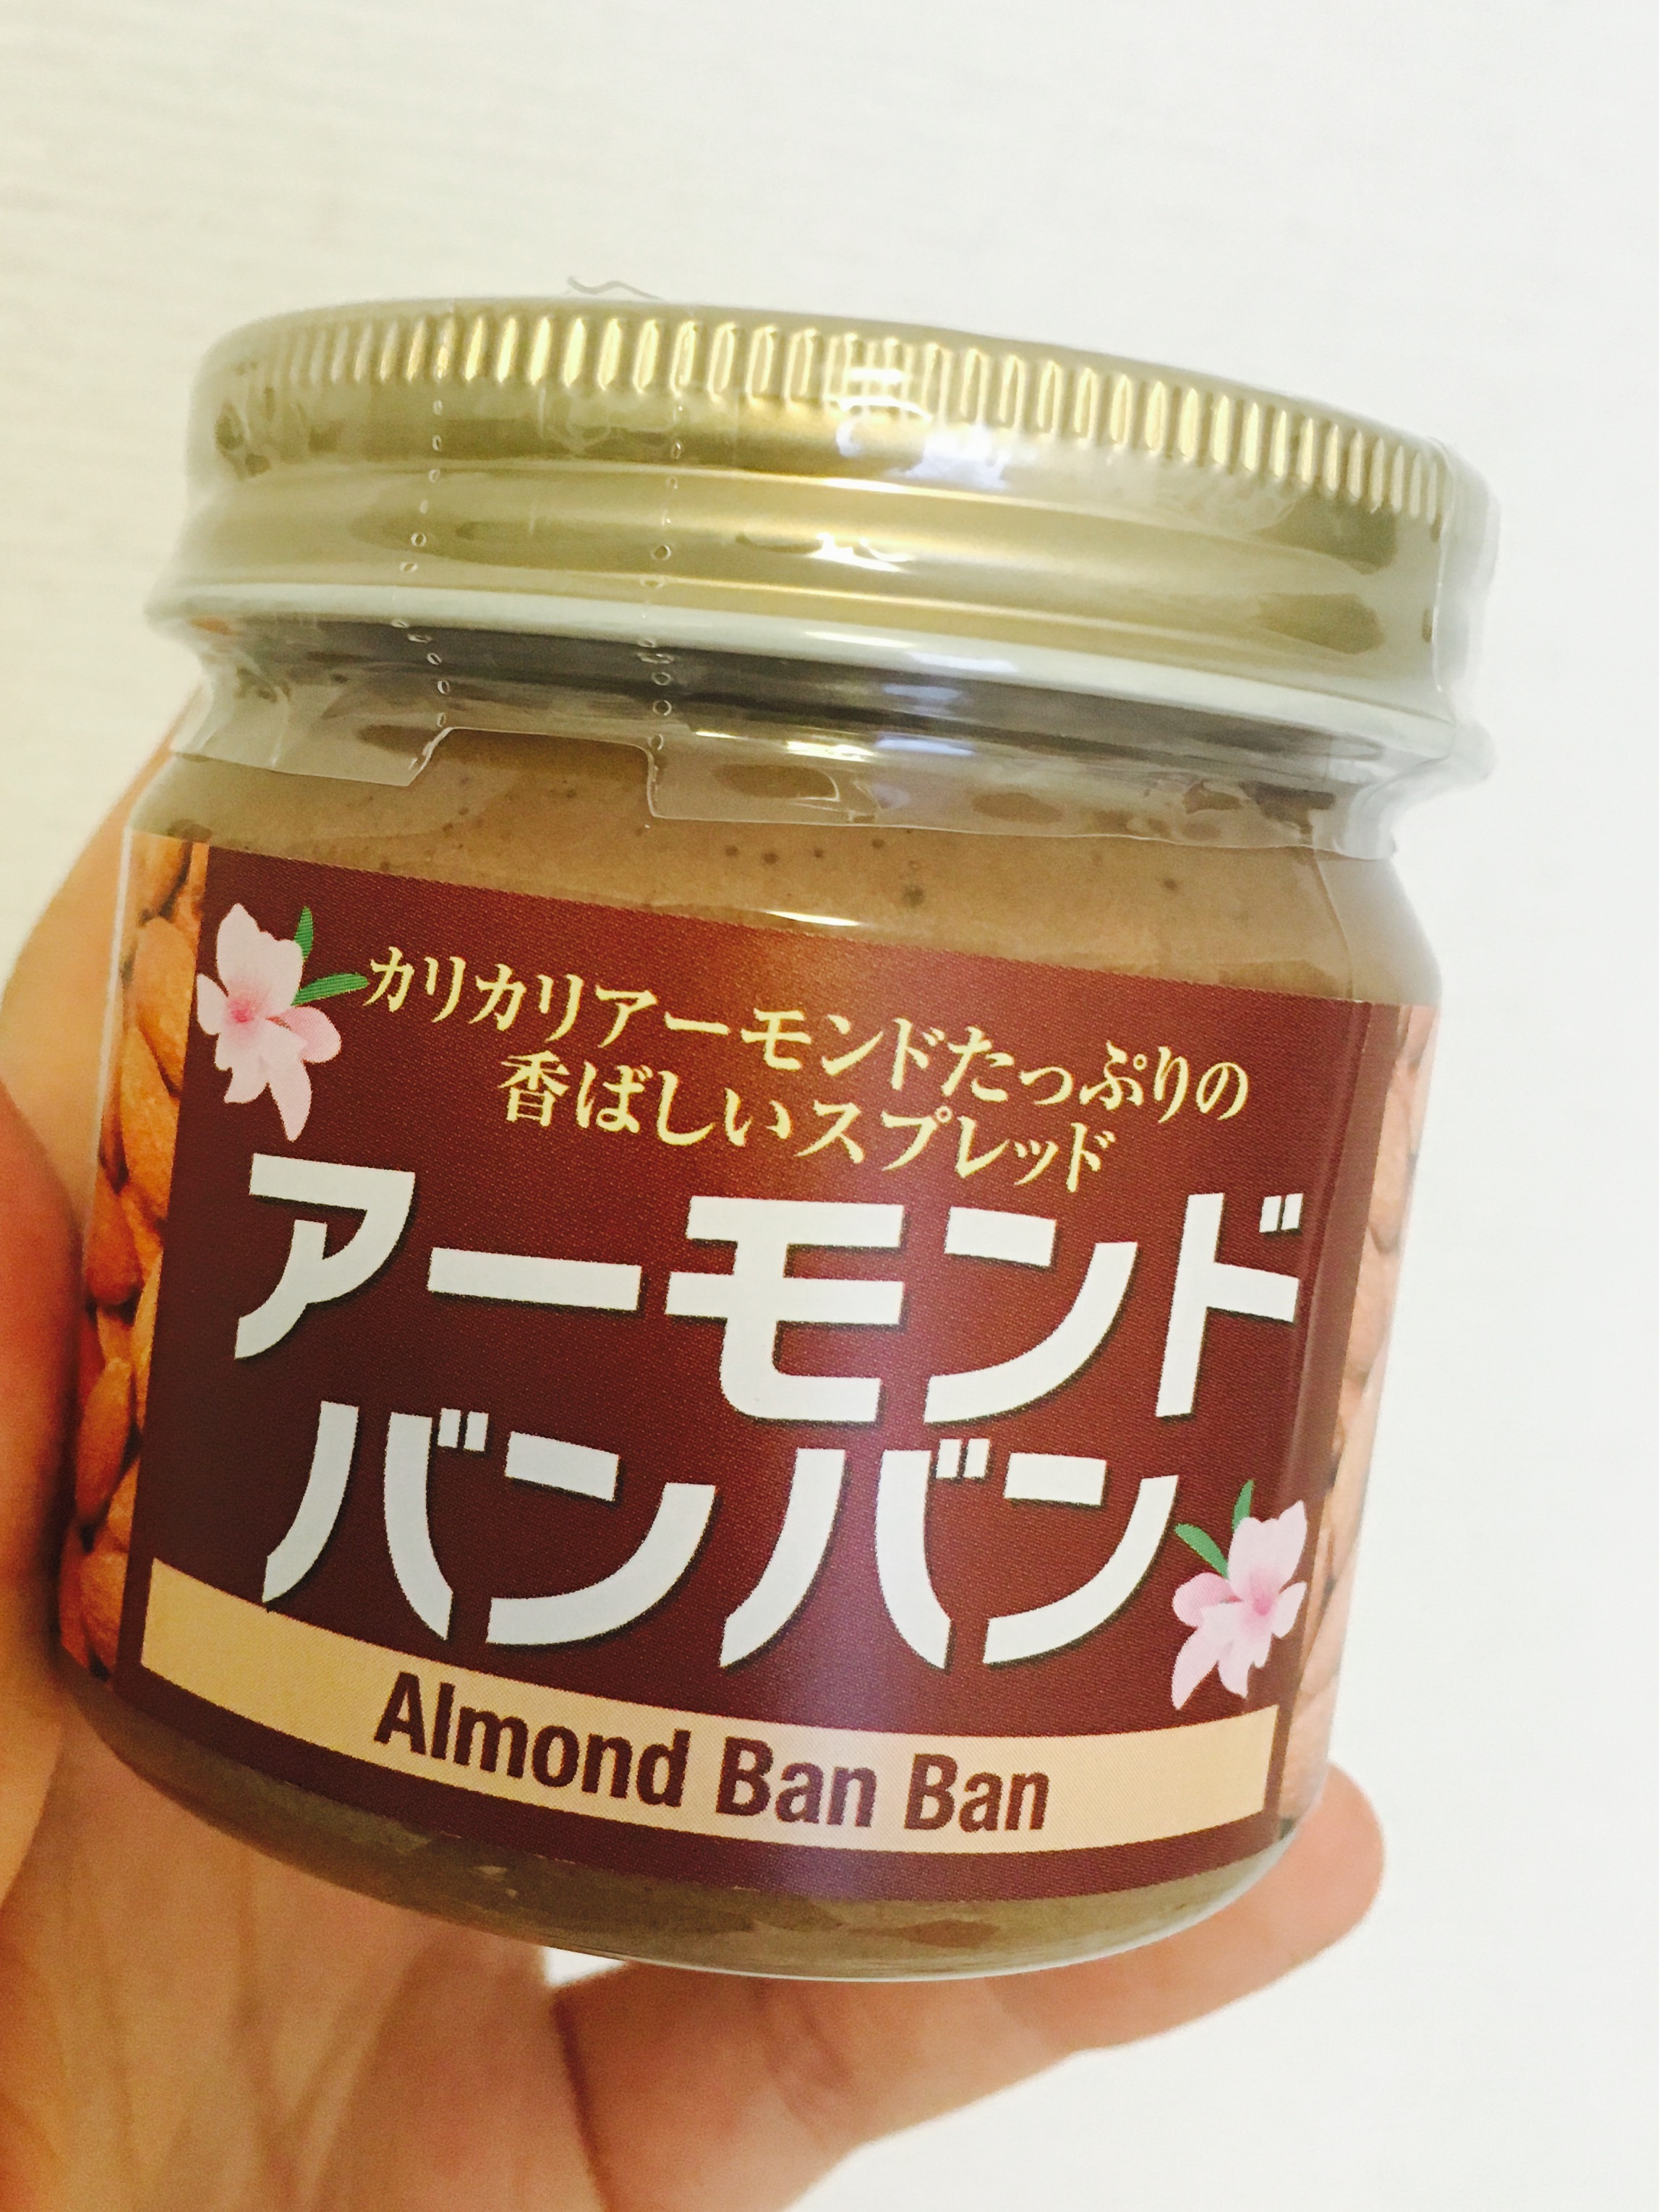 カリカリアーモンドたっぷりの
香ばしいスプレッド
アーモンド
バンバン
Almond Ban Ban